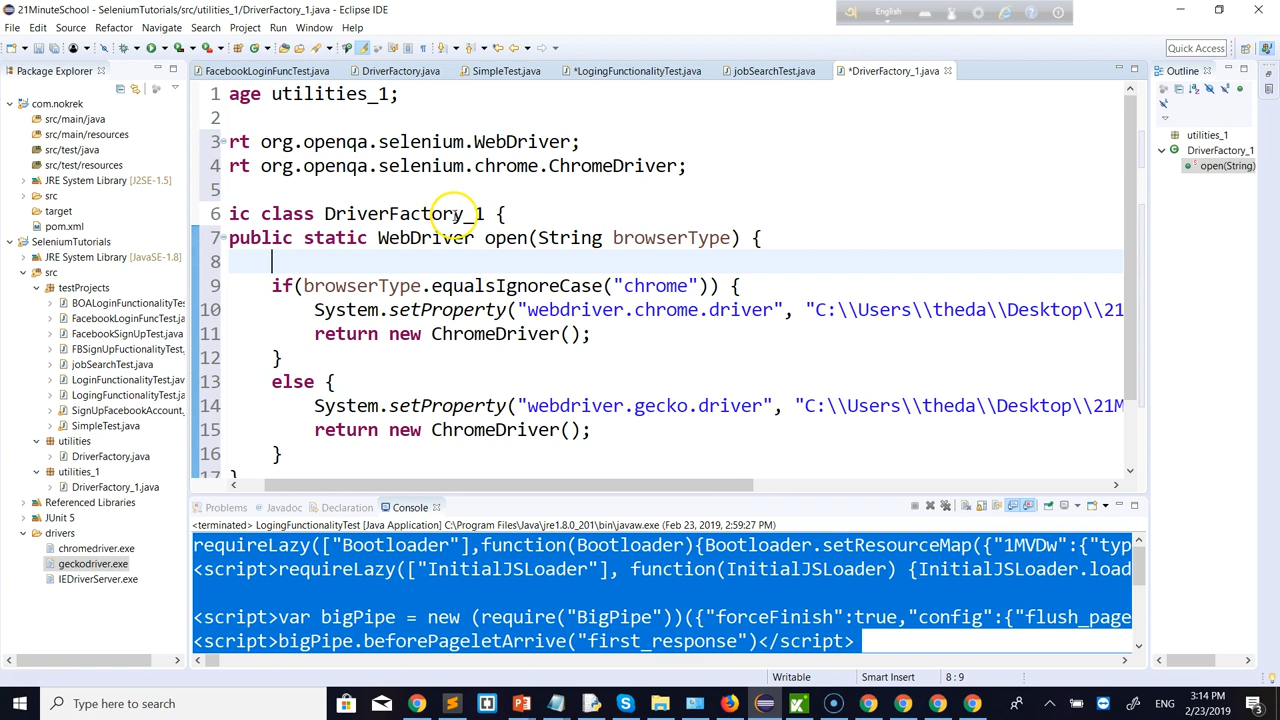 21MinuteSchool - SeleniumTutorials/src/utilities_1/DriverFactory_1.java - Eclipse IDE
English
File Edit Source Refactor Navigate Search Project Run Window Help
Quick Access
Package Explorer
FacebookLoginFuncTest.java DriverFactory.java SimpleTest.java *LogingFunctionalityTest.java jobSearchTest.java *DriverFactory_1.java
Outline
com.nokrek
src/main/java
src/main/resources
src/test/java
src/test/resources
JRE System Library [J2SE-1.5]
src
target
pom.xml
SeleniumTutorials
JRE System Library [JavaSE-1.8]
src
testProjects
BOALoginFunctionalityTes
FacebookLoginFuncTest.j
FacebookSignUpTest.java
FBSignUpFuctionalityTest.
jobSearchTest.java
LoginFunctionalityTest.jav
LogingFunctionalityTest.ja
SignUpFacebookAccount_
SimpleTest.java
utilities
DriverFactory.java
utilities_1
DriverFactory_1.java
Referenced Libraries
JUnit 5
drivers
chromedriver.exe
geckodriver.exe
IEDriverServer.exe
1 age utilities_1;
2
3 rt org.openqa.selenium.WebDriver;
4 rt org.openqa.selenium.chrome.ChromeDriver;
5
6 ic class DriverFactory_1 {
7 public static WebDriver open(String browserType) {
8
9 if(browserType.equalsIgnoreCase("chrome")) {
10 System.setProperty("webdriver.chrome.driver", "C:\\Users\\theda\\Desktop\\21
11 return new ChromeDriver();
12 }
13 else {
14 System.setProperty("webdriver.gecko.driver", "C:\\Users\\theda\\Desktop\\21M
15 return new ChromeDriver();
16 }
17 }
utilities_1
DriverFactory_1
open(String)
Problems Javadoc Declaration Console
<terminated> LogingFunctionalityTest [Java Application] C:\Program Files\Java\jre1.8.0_201\bin\javaw.exe (Feb 23, 2019, 2:59:27 PM)
requireLazy(["Bootloader"],function(Bootloader){Bootloader.setResourceMap({"1MVDw":{"typ
<script>requireLazy(["InitialJSLoader"], function(InitialJSLoader) {InitialJSLoader.load
<script>var bigPipe = new (require("BigPipe"))({"forceFinish":true,"config":{"flush_page
<script>bigPipe.beforePageletArrive("first_response")</script>
Writable Smart Insert 8 : 9
Type here to search
ENG
3:14 PM
2/23/2019
3